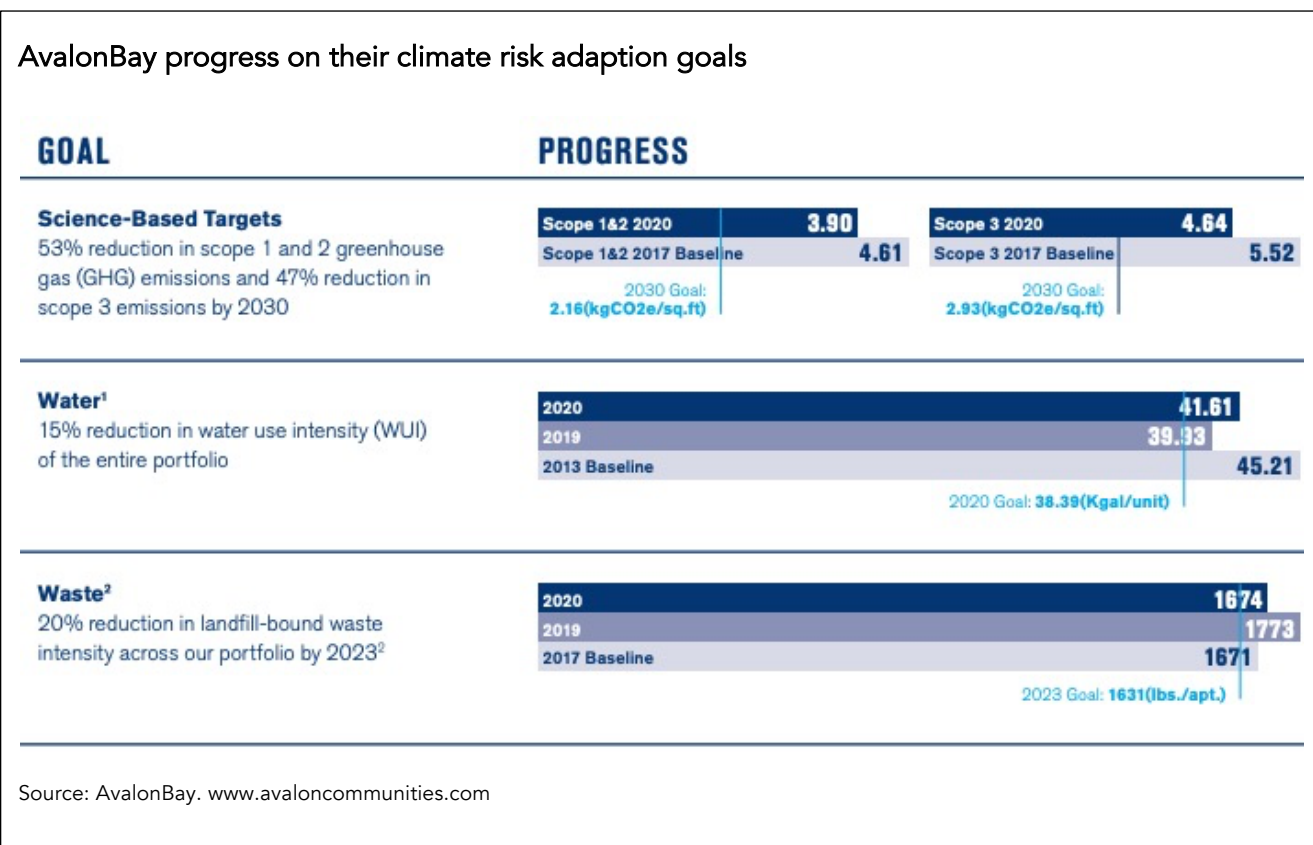 AvalonBay progress on their climate risk adaption goals
GOAL
PROGRESS
Science-Based Targets
53% reduction in scope 1 and 2 greenhouse
gas (GHG) emissions and 47% reduction in
scope 3 emissions by 2030
Scope 1&2 2020 3.90
Scope 1&2 2017 Baseline 4.61
2030 Goal:
2.16(kgCO2e/sq.ft)
Scope 3 2020 4.64
Scope 3 2017 Baseline 5.52
2030 Goal:
2.93(kgCO2e/sq.ft)
Water¹
15% reduction in water use intensity (WUI)
of the entire portfolio
2020 41.61
2019 39.93
2013 Baseline 45.21
2020 Goal: 38.39(Kgal/unit)
Waste²
20% reduction in landfill-bound waste
intensity across our portfolio by 2023²
2020 1674
2019 1773
2017 Baseline 1671
2023 Goal: 1631(lbs./apt.)
Source: AvalonBay. www.avaloncommunities.com